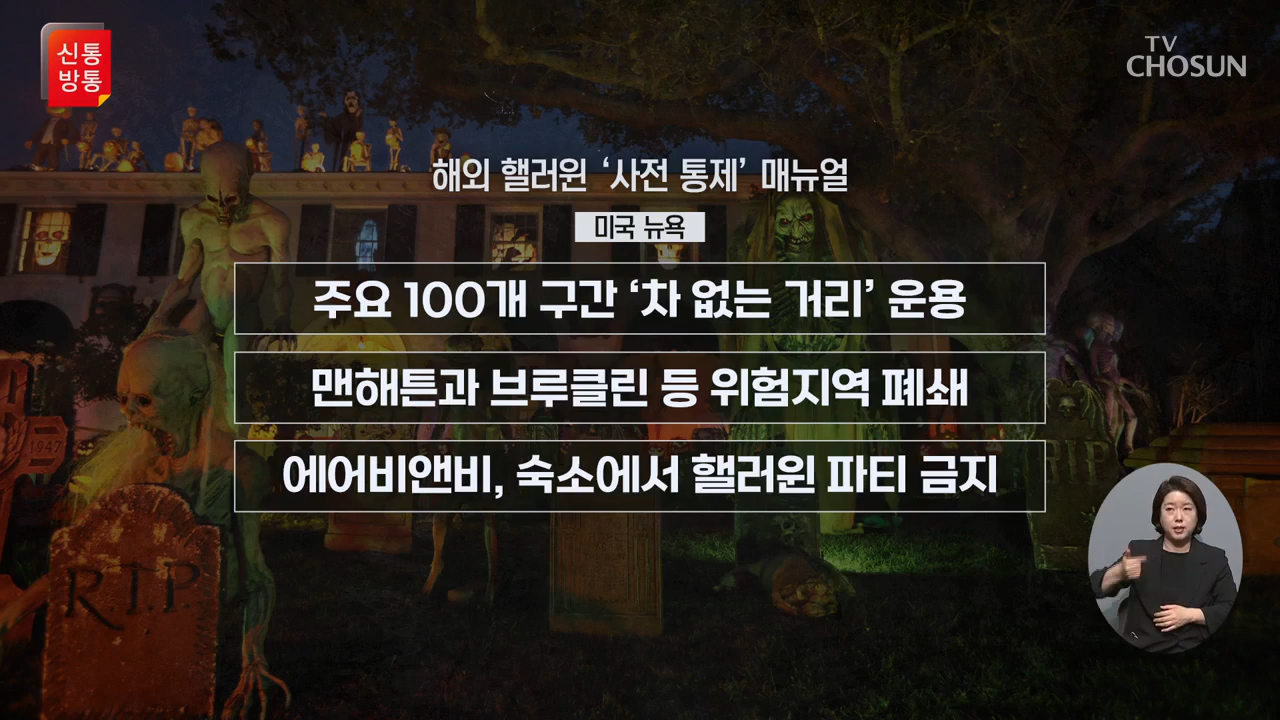 신통
방통
TV
CHOSUN
해외 핼러윈 ‘사전 통제’ 매뉴얼
미국 뉴욕
주요 100개 구간 ‘차 없는 거리’ 운용
맨해튼과 브루클린 등 위험지역 폐쇄
에어비앤비, 숙소에서 핼러윈 파티 금지
1947
RIP
R.I.P.